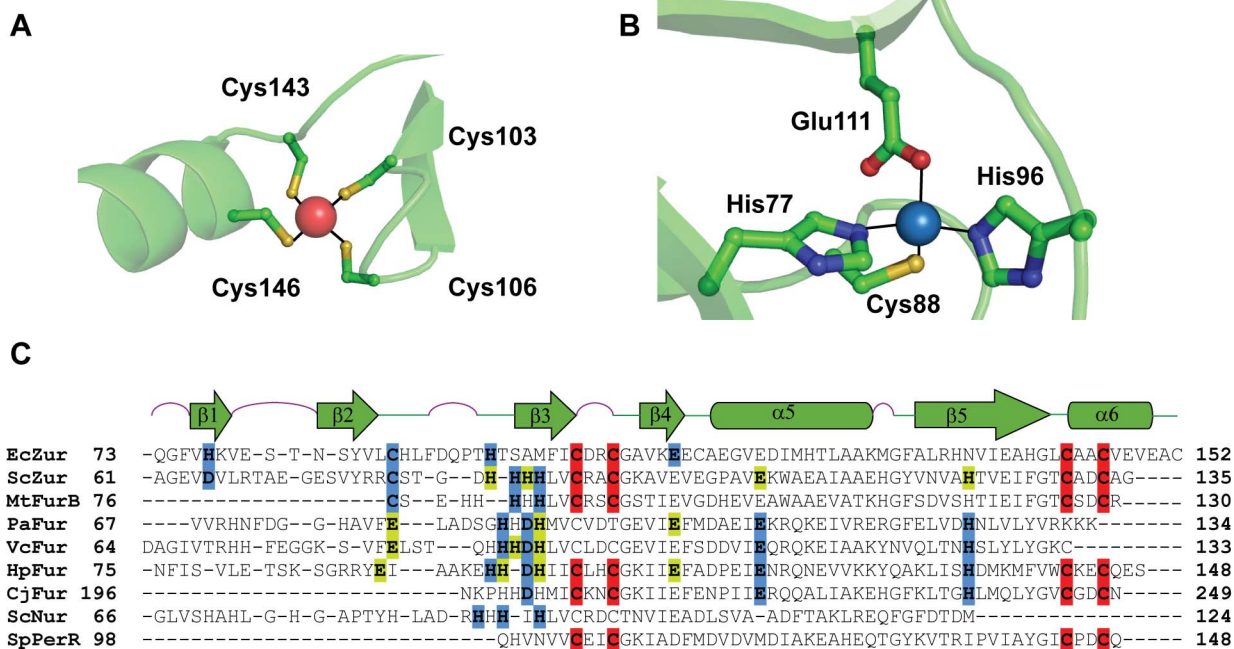 A
B
Cys143
Cys103
Cys146
Cys106
Glu111
His77
His96
Cys88
C
β1 β2 β3 β4 α5 β5 α6
EcZur 73 -QGFVHKVE-S-T-N-SYVLCHLFDQPTHTSAMFICDRCGAVKEECAEGVEDIMHTLAAKMGFALRHNVIEAHGLCAACVEVEAC 152
ScZur 61 -AGEVDVLRTAE-GESVYRRCST-G--DH-HHHLVCRACGKAVEVEGPAVEKWAEAIAAEHGYVNVAHTVEIFGTCADCAG---- 135
MtFurB 76 --------------------CS--E-HH-HHHLVCRSCGSTIEVGDHEVEAWAAEVATKHGFSDVSHTIEIFGTCSDCR----- 130
PaFur 67 ----VVRHNFDG--G-HAVFE--LADSGHHDHMVCVDTGEVIEFMDAEIEKRQKEIVRERGFELVDHNLVLYVRKKK------- 134
VcFur 64 DAGIVTRHH-FEGGK-S-VFELST---QHHHDHLVCLDCGEVIEFSDDVIEQRQKEIAAKYNVQLTNHSLYLYGKC--------- 133
HpFur 75 -NFIS-VLE-TSK-SGRRYEI---AAKEHH-DHIICLHCGKIIEFADPEIENRQNEVVKKYQAKLISHDMKMFVWCKECQES--- 148
CjFur 196 --------------------------NKPHHDHMICKNCGKIIEFENPIIERQQALIAKEHGFKLTGHLMQLYGVCGDCN----- 249
ScNur 66 -GLVSHAHL-G-H-G-APTYH-LAD-RHHH-IHLVCRDCTNVIEADLSVA-ADFTAKLREQFGFDTDM----------------- 124
SpPerR 98 -----------------------------QHVNVVCEICGKIADFMDVDVMDIAKEAHEQTGYKVTRIPVIAYGICPDCQ----- 148